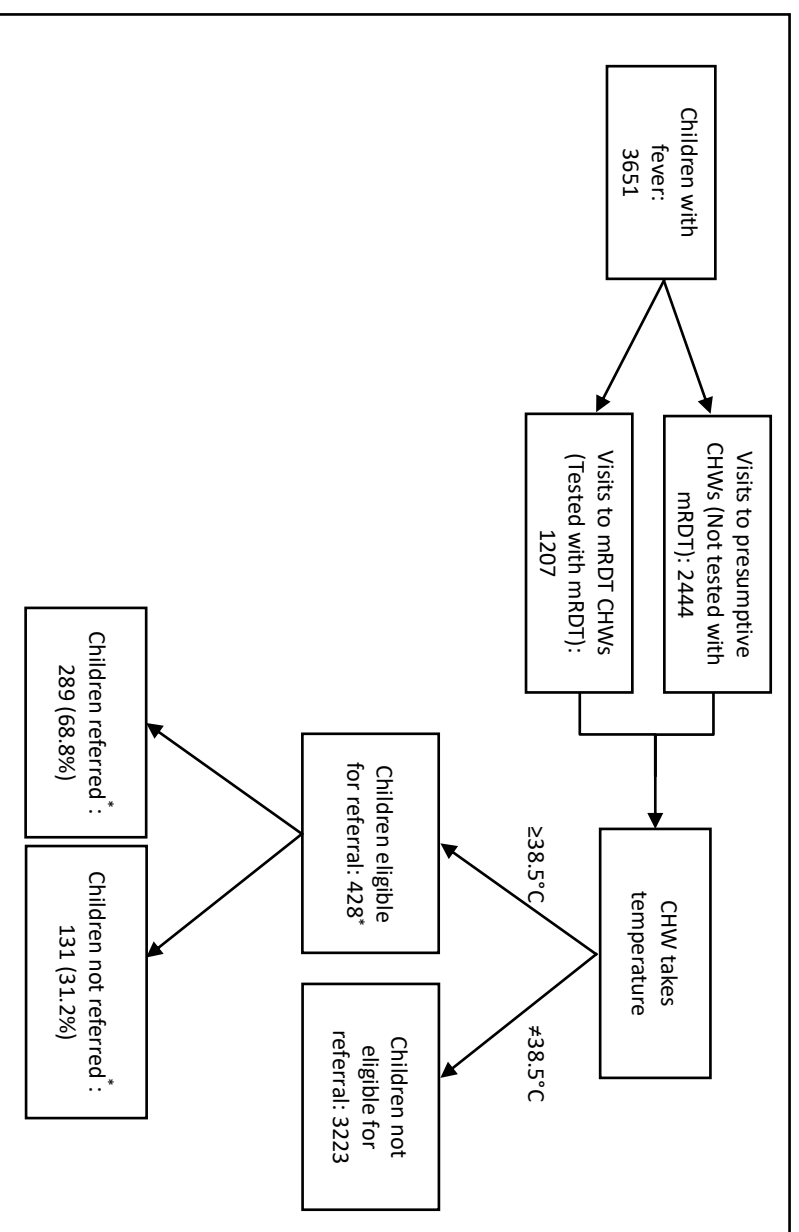 Children with
fever:
3651
Visits to presumptive
CHWs (Not tested with
mRDT): 2444
Visits to mRDT CHWs
(Tested with mRDT):
1207
CHW takes
temperature
≥38.5°C
≠38.5°C
Children eligible
for referral: 428*
Children not
eligible for
referral: 3223
Children referred*:
289 (68.8%)
Children not referred*:
131 (31.2%)